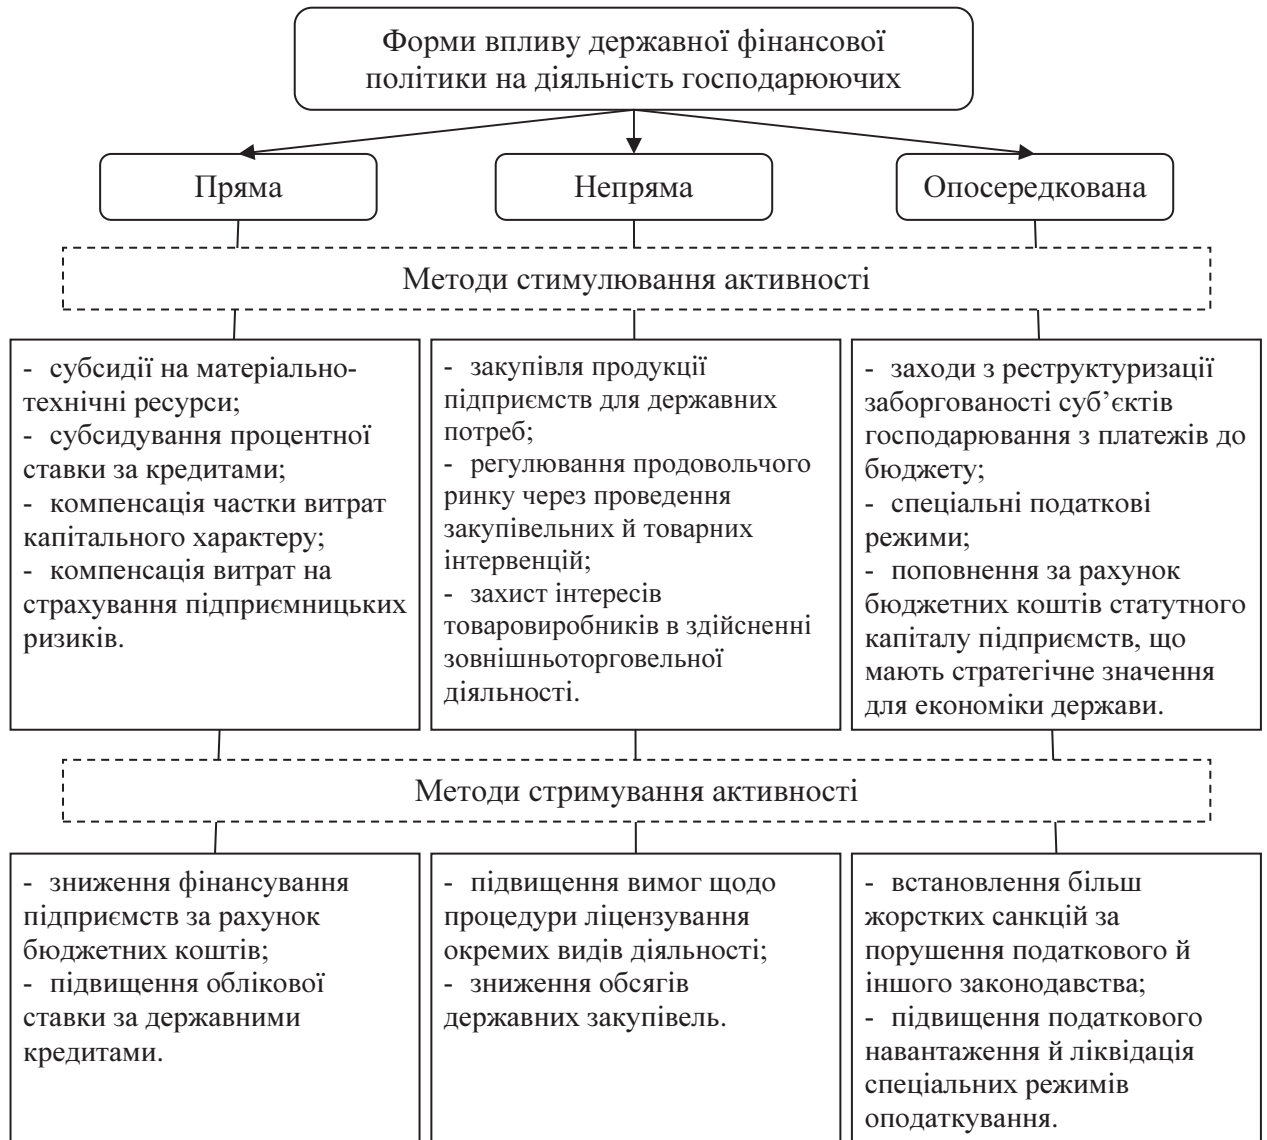 Форми впливу державної фінансової
політики на діяльність господарюючих
Пряма
Непряма
Опосередкована
Методи стимулювання активності
- субсидії на матеріально-
технічні ресурси;
- субсидування процентної
ставки за кредитами;
- компенсація частки витрат
капітального характеру;
- компенсація витрат на
страхування підприємницьких
ризиків.
- закупівля продукції
підприємств для державних
потреб;
- регулювання продовольчого
ринку через проведення
закупівельних й товарних
інтервенцій;
- захист інтересів
товаровиробників в здійсненні
зовнішньоторговельної
діяльності.
- заходи з реструктуризації
заборгованості суб’єктів
господарювання з платежів до
бюджету;
- спеціальні податкові
режими;
- поповнення за рахунок
бюджетних коштів статутного
капіталу підприємств, що
мають стратегічне значення
для економіки держави.
Методи стримування активності
- зниження фінансування
підприємств за рахунок
бюджетних коштів;
- підвищення облікової
ставки за державними
кредитами.
- підвищення вимог щодо
процедури ліцензування
окремих видів діяльності;
- зниження обсягів
державних закупівель.
- встановлення більш
жорстких санкцій за
порушення податкового й
іншого законодавства;
- підвищення податкового
навантаження й ліквідація
спеціальних режимів
оподаткування.